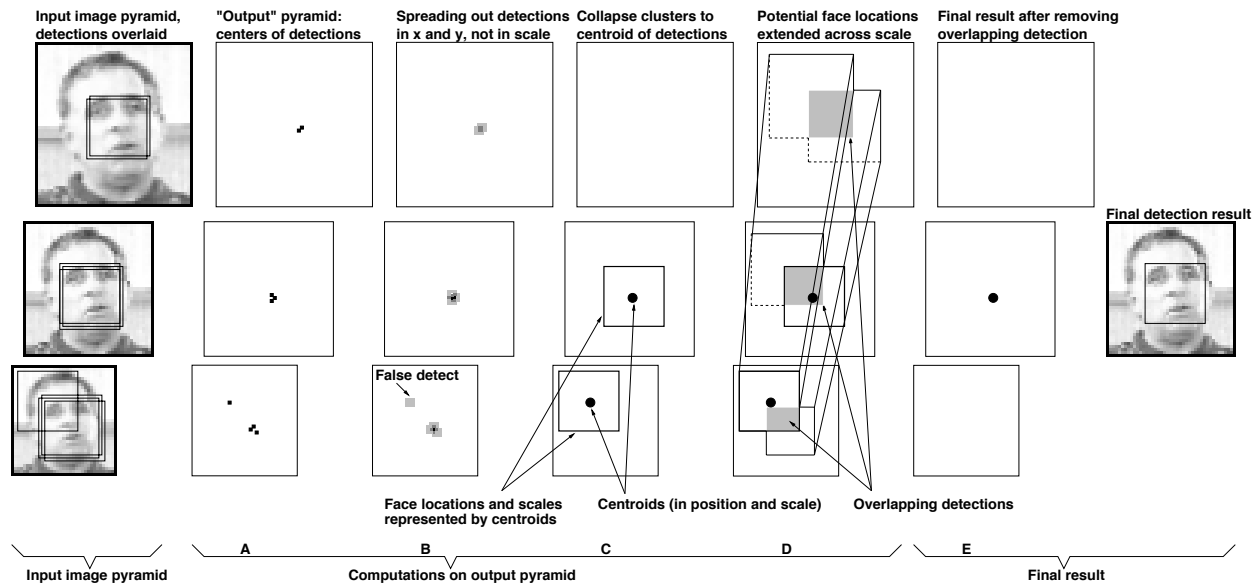 Input image pyramid,
detections overlaid
"Output" pyramid:
centers of detections
Spreading out detections
in x and y, not in scale
Collapse clusters to
centroid of detections
Potential face locations
extended across scale
Final result after removing
overlapping detection
Final detection result
False detect
Face locations and scales
represented by centroids
Centroids (in position and scale)
Overlapping detections
A
B
C
D
E
Input image pyramid
Computations on output pyramid
Final result